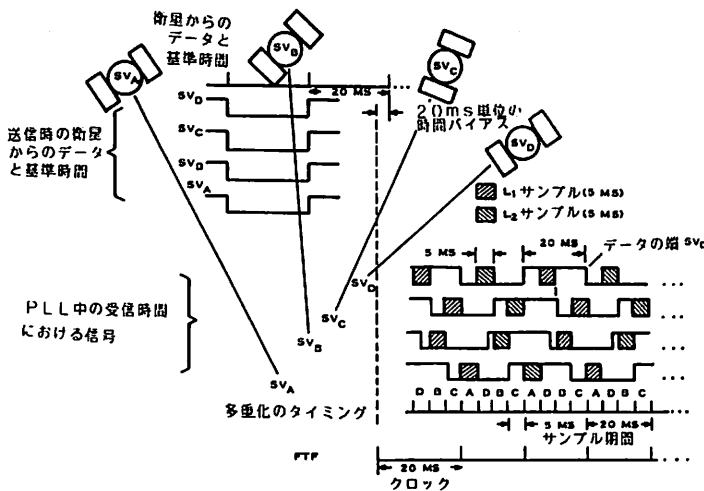 衛星からの
データと
基準時間
SVA
SVB
SVC
SVD
20 MS
...
2.0ms単位の
時間バイアス
送信時の衛星
からのデータ
と基準時間
SVD
SVC
SVB
SVA
L1 サンプル(5 MS)
L2 サンプル(5 MS)
データの端 SVD
5 MS
20 MS
PLL中の受信時間
における信号
SVD
SVC
SVB
SVA
...
...
...
...
多重化のタイミング
D B C A D B C A D B C A D B C
...
5 MS
20 MS
サンプル期間
FTF
...
20 MS
クロック